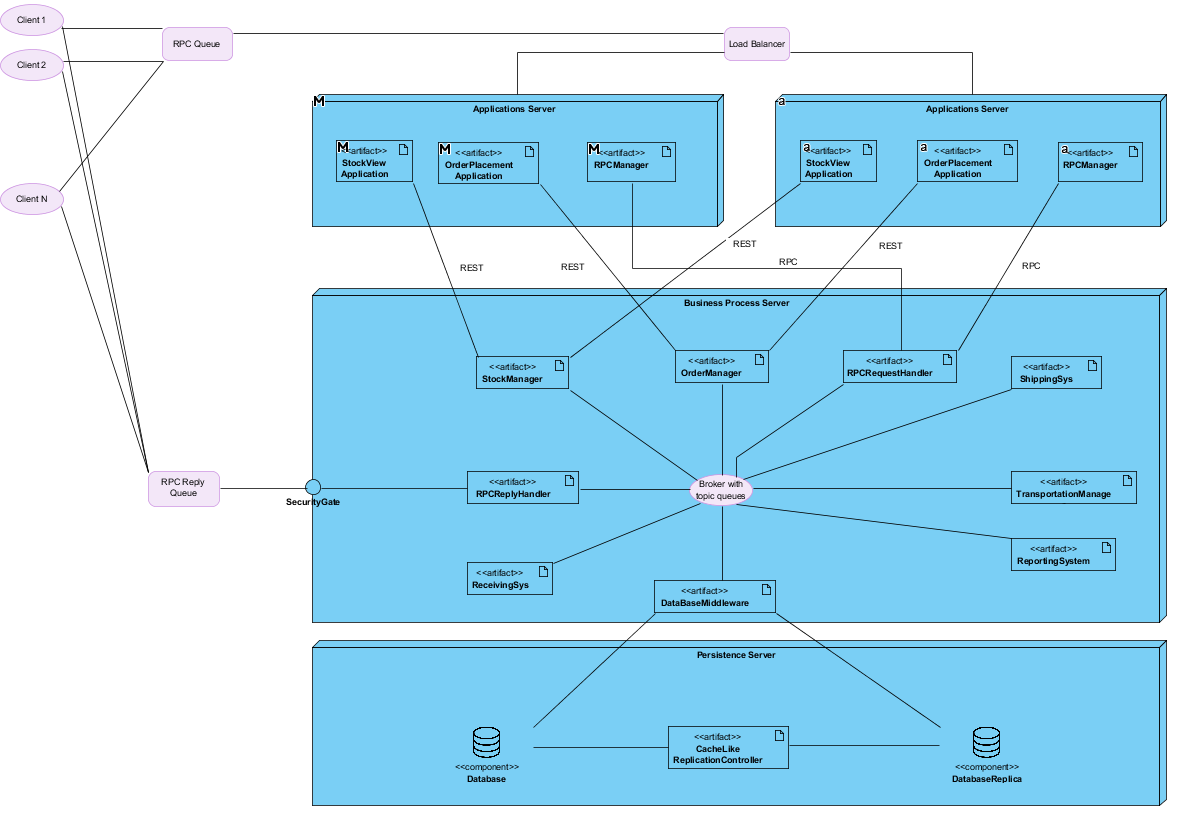 Client 1
RPC Queue
Load Balancer
Client 2
M
Applications Server
a
Applications Server
M
<<artifact>>
StockView
Application
M
<<artifact>>
OrderPlacement
Application
M
<<artifact>>
RPCManager
a
<<artifact>>
StockView
Application
a
<<artifact>>
OrderPlacement
Application
a
<<artifact>>
RPCManager
Client N
REST
REST
REST
REST
RPC
RPC
Business Process Server
<<artifact>>
StockManager
<<artifact>>
OrderManager
<<artifact>>
RPCRequestHandler
<<artifact>>
ShippingSys
RPC Reply
Queue
SecurityGate
<<artifact>>
RPCReplyHandler
Broker with
topic queues
<<artifact>>
TransportationManage
<<artifact>>
ReportingSystem
<<artifact>>
ReceivingSys
<<artifact>>
DataBaseMiddleware
Persistence Server
<<component>>
Database
<<artifact>>
CacheLike
ReplicationController
<<component>>
DatabaseReplica